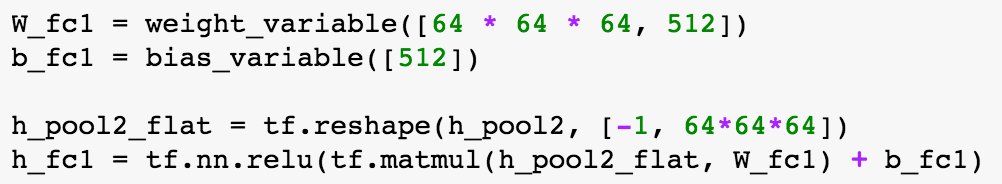 W_fc1 = weight_variable([64 * 64 * 64, 512])
b_fc1 = bias_variable([512])
h_pool2_flat = tf.reshape(h_pool2, [-1, 64*64*64])
h_fc1 = tf.nn.relu(tf.matmul(h_pool2_flat, W_fc1) + b_fc1)